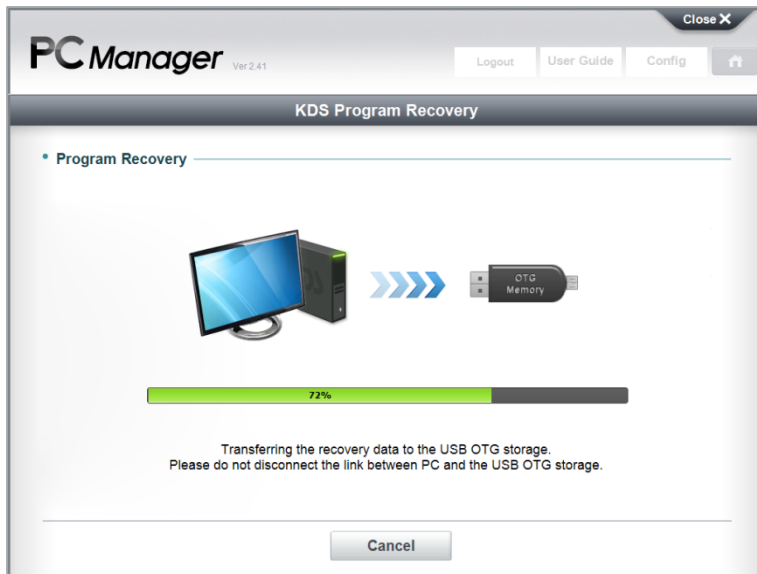 Close X
PC Manager Ver 2.41
Logout User Guide Config
KDS Program Recovery
Program Recovery
OTG
Memory
72%
Transferring the recovery data to the USB OTG storage.
Please do not disconnect the link between PC and the USB OTG storage.
Cancel